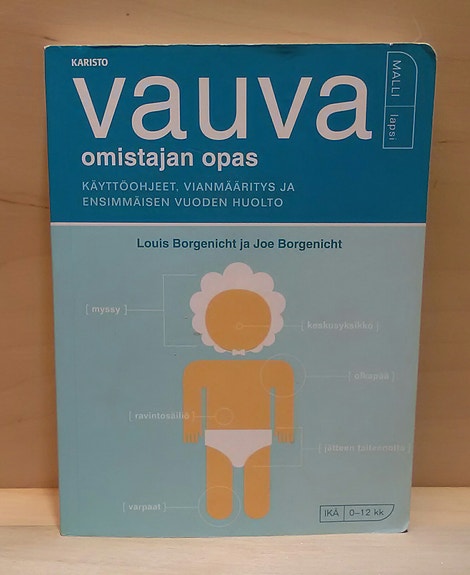 KARISTO
vauva
MALLI lapsi
omistajan opas
KÄYTTÖOHJEET, VIANMÄÄRITYS JA
ENSIMMÄISEN VUODEN HUOLTO
Louis Borgenicht ja Joe Borgenicht
[ myssy ]
[ keskusyksikkö ]
[ olkapää ]
[ ravintosäiliö ]
[ jätteen talteenotto ]
[ varpaat ]
IKÄ 0–12 kk